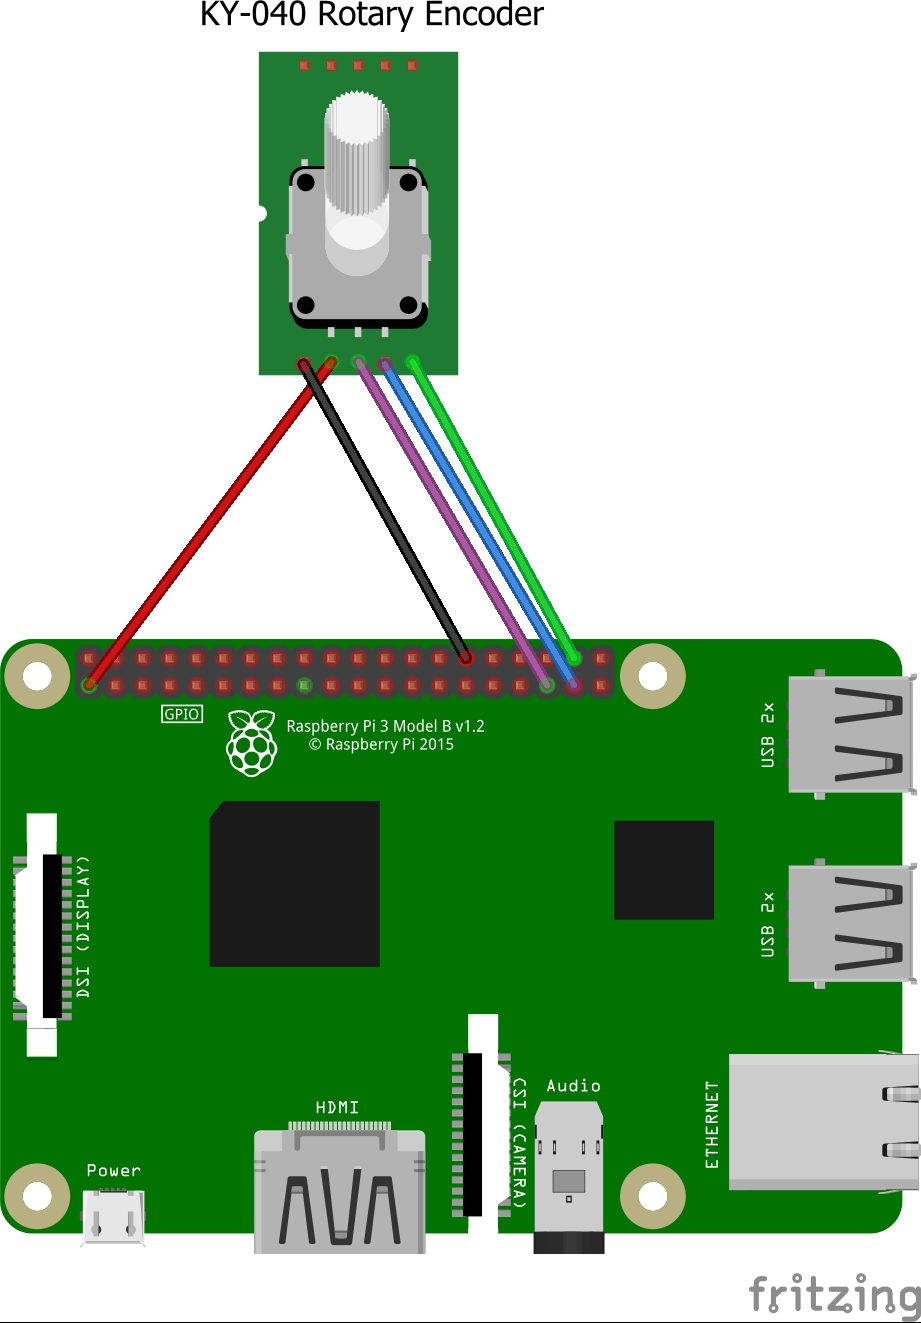 KY-040 Rotary Encoder
GPIO
Raspberry Pi 3 Model B v1.2
© Raspberry Pi 2015
USB 2x
DSI (DISPLAY)
USB 2x
HDMI
CSI (CAMERA)
Audio
ETHERNET
Power
fritzing